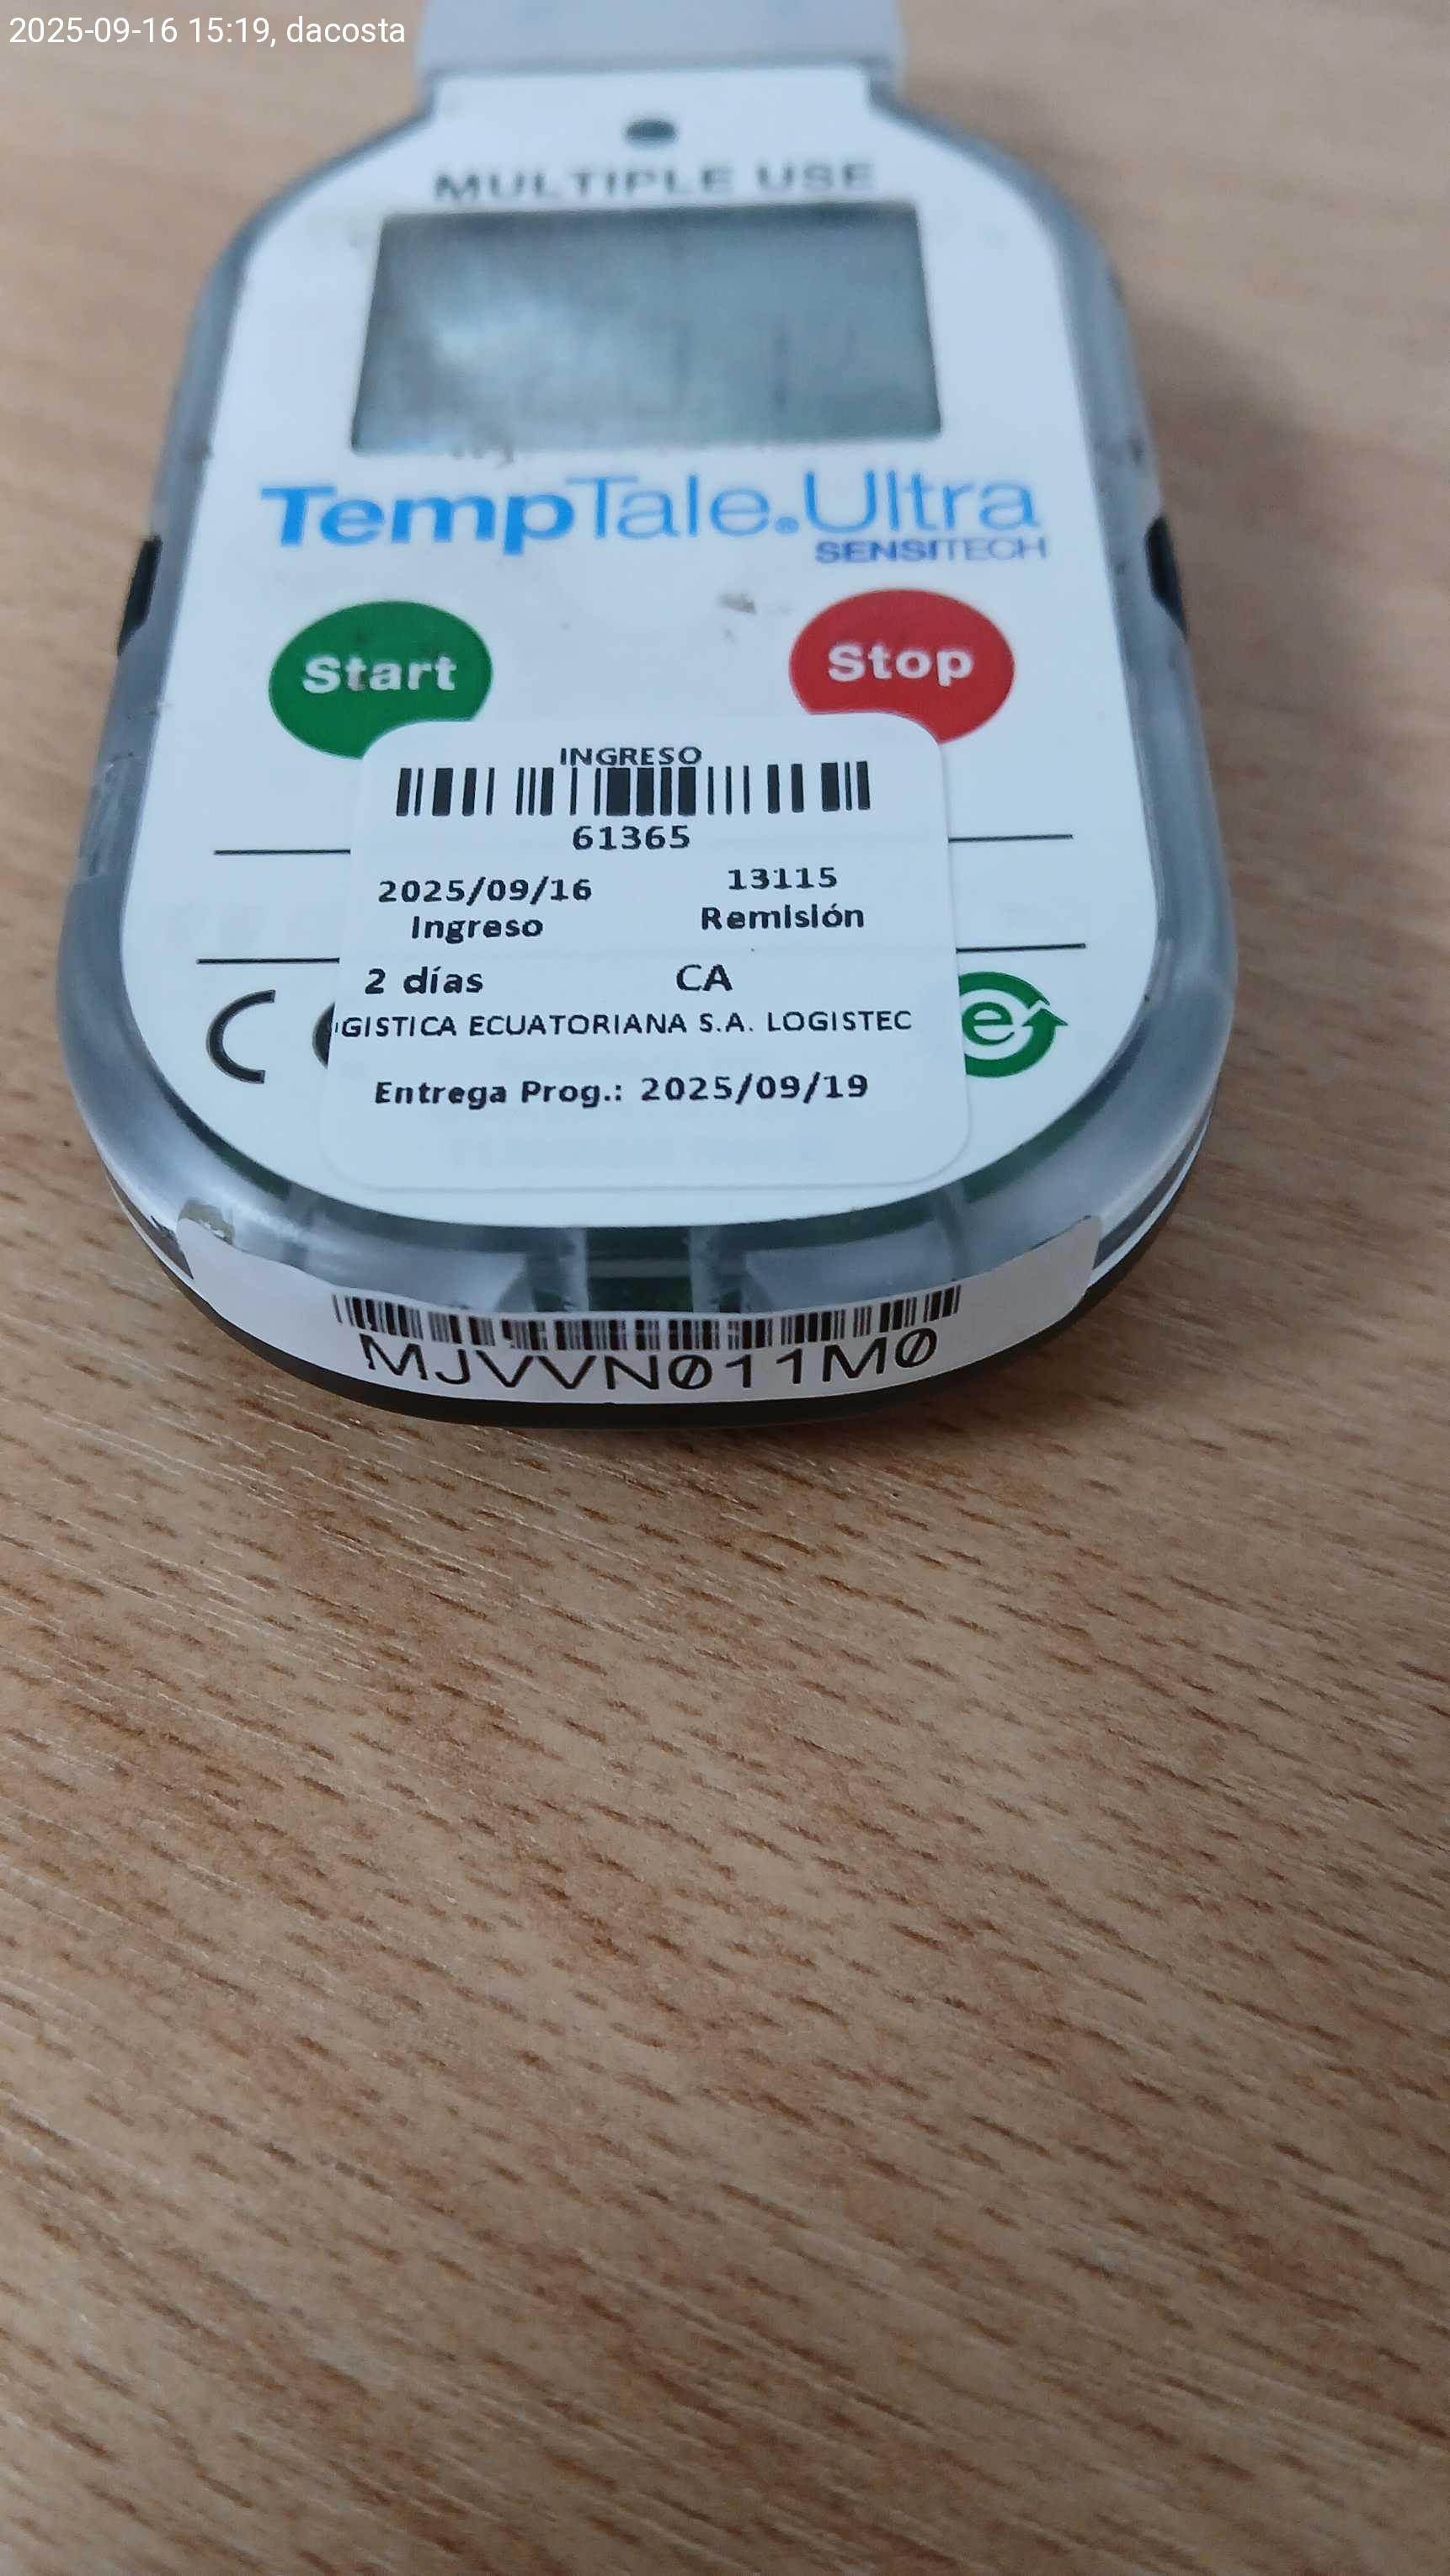 2025-09-16 15:19, dacosta
MULTIPLE USE
TempTale®Ultra
SENSITECH
Start
Stop
INGRESO
61365
2025/09/16 13115
Ingreso Remisión
2 días CA
GISTICA ECUATORIANA S.A. LOGISTEC
CE e
Entrega Prog.: 2025/09/19
MJVVN011M0